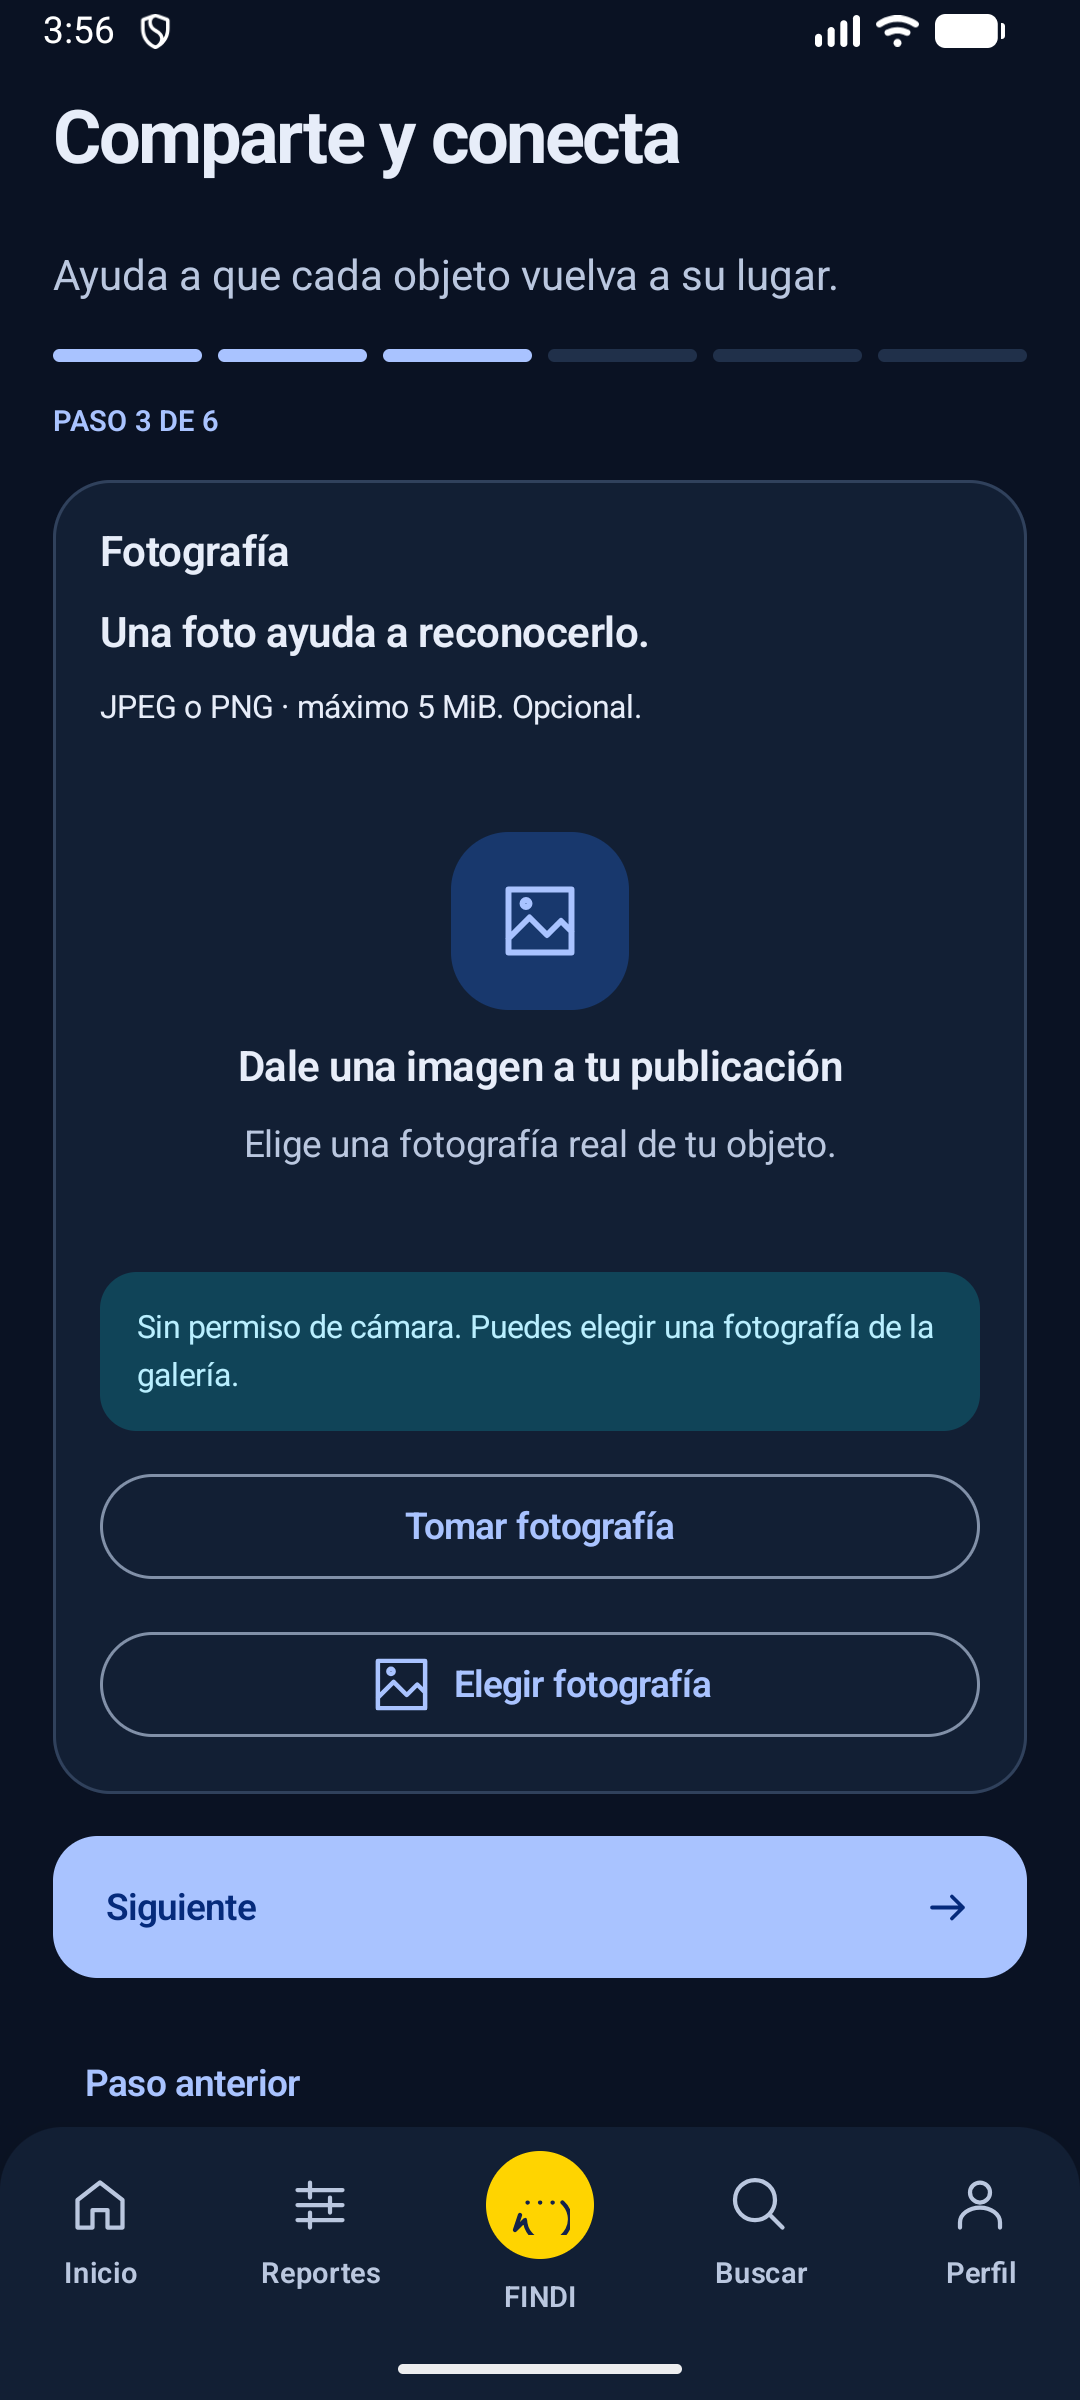 3:56
Comparte y conecta
Ayuda a que cada objeto vuelva a su lugar.
PASO 3 DE 6
Fotografía
Una foto ayuda a reconocerlo.
JPEG o PNG · máximo 5 MiB. Opcional.
Dale una imagen a tu publicación
Elige una fotografía real de tu objeto.
Sin permiso de cámara. Puedes elegir una fotografía de la
galería.
Tomar fotografía
Elegir fotografía
Siguiente
Paso anterior
Inicio
Reportes
FINDI
Buscar
Perfil